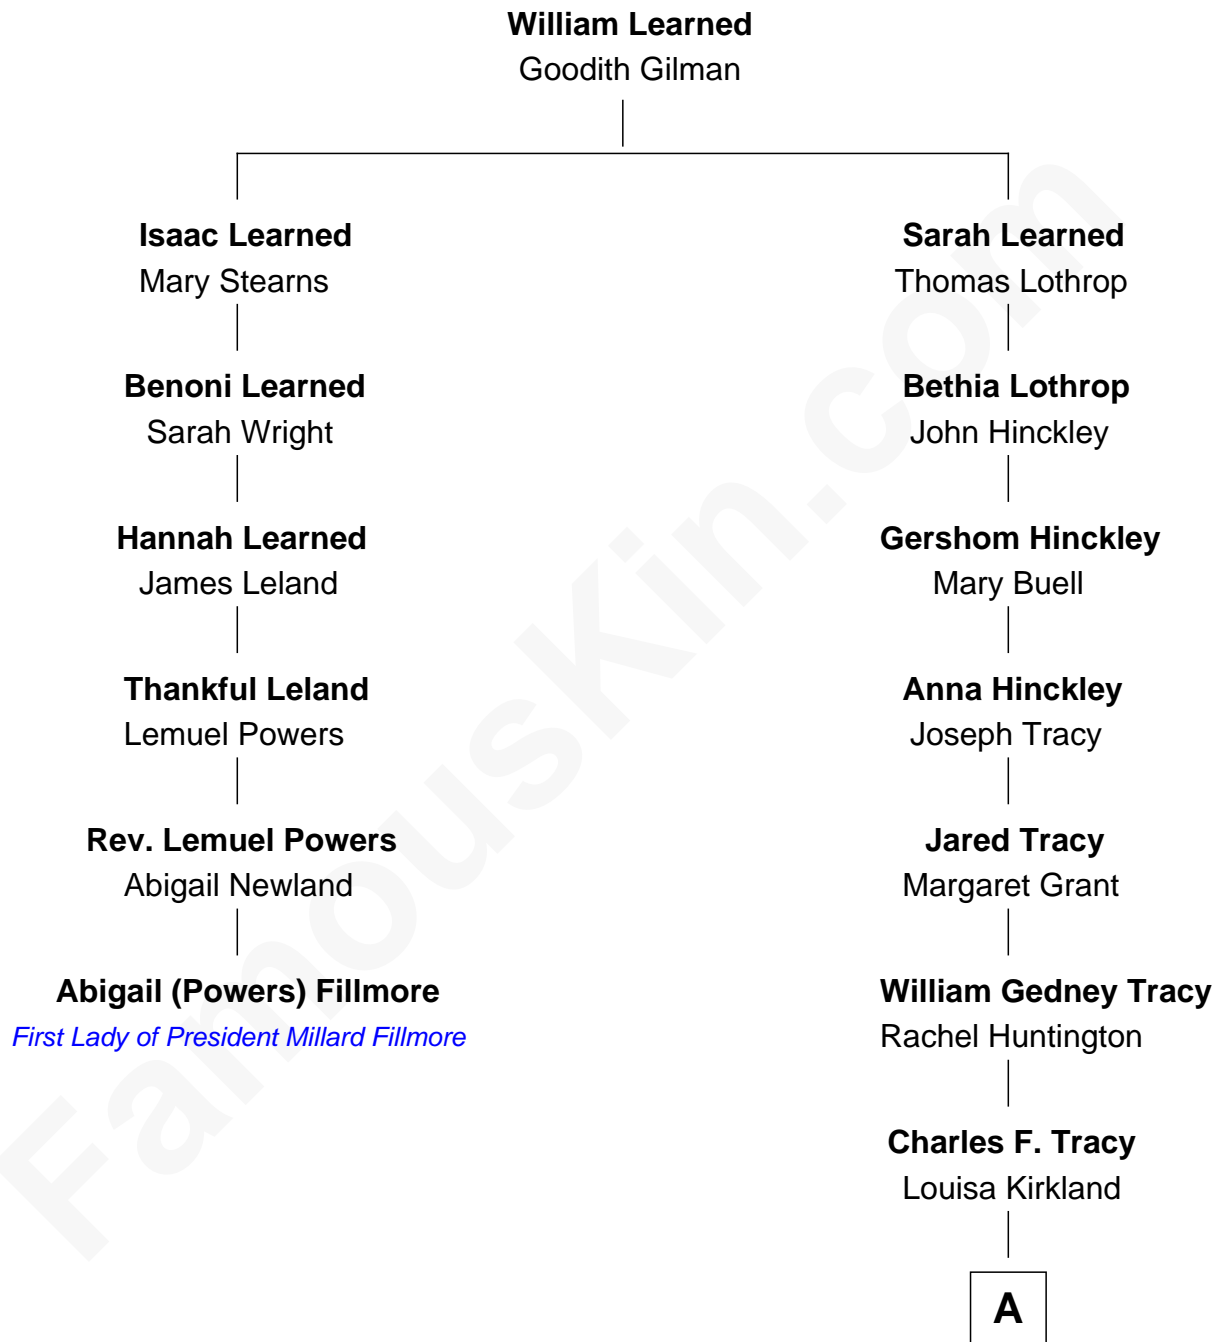 William Learned
Goodith Gilman
Isaac Learned
Mary Stearns
Benoni Learned
Sarah Wright
Hannah Learned
James Leland
Thankful Leland
Lemuel Powers
Rev. Lemuel Powers
Abigail Newland
Abigail (Powers) Fillmore
First Lady of President Millard Fillmore
Sarah Learned
Thomas Lothrop
Bethia Lothrop
John Hinckley
Gershom Hinckley
Mary Buell
Anna Hinckley
Joseph Tracy
Jared Tracy
Margaret Grant
William Gedney Tracy
Rachel Huntington
Charles F. Tracy
Louisa Kirkland
A
FamousKin.com